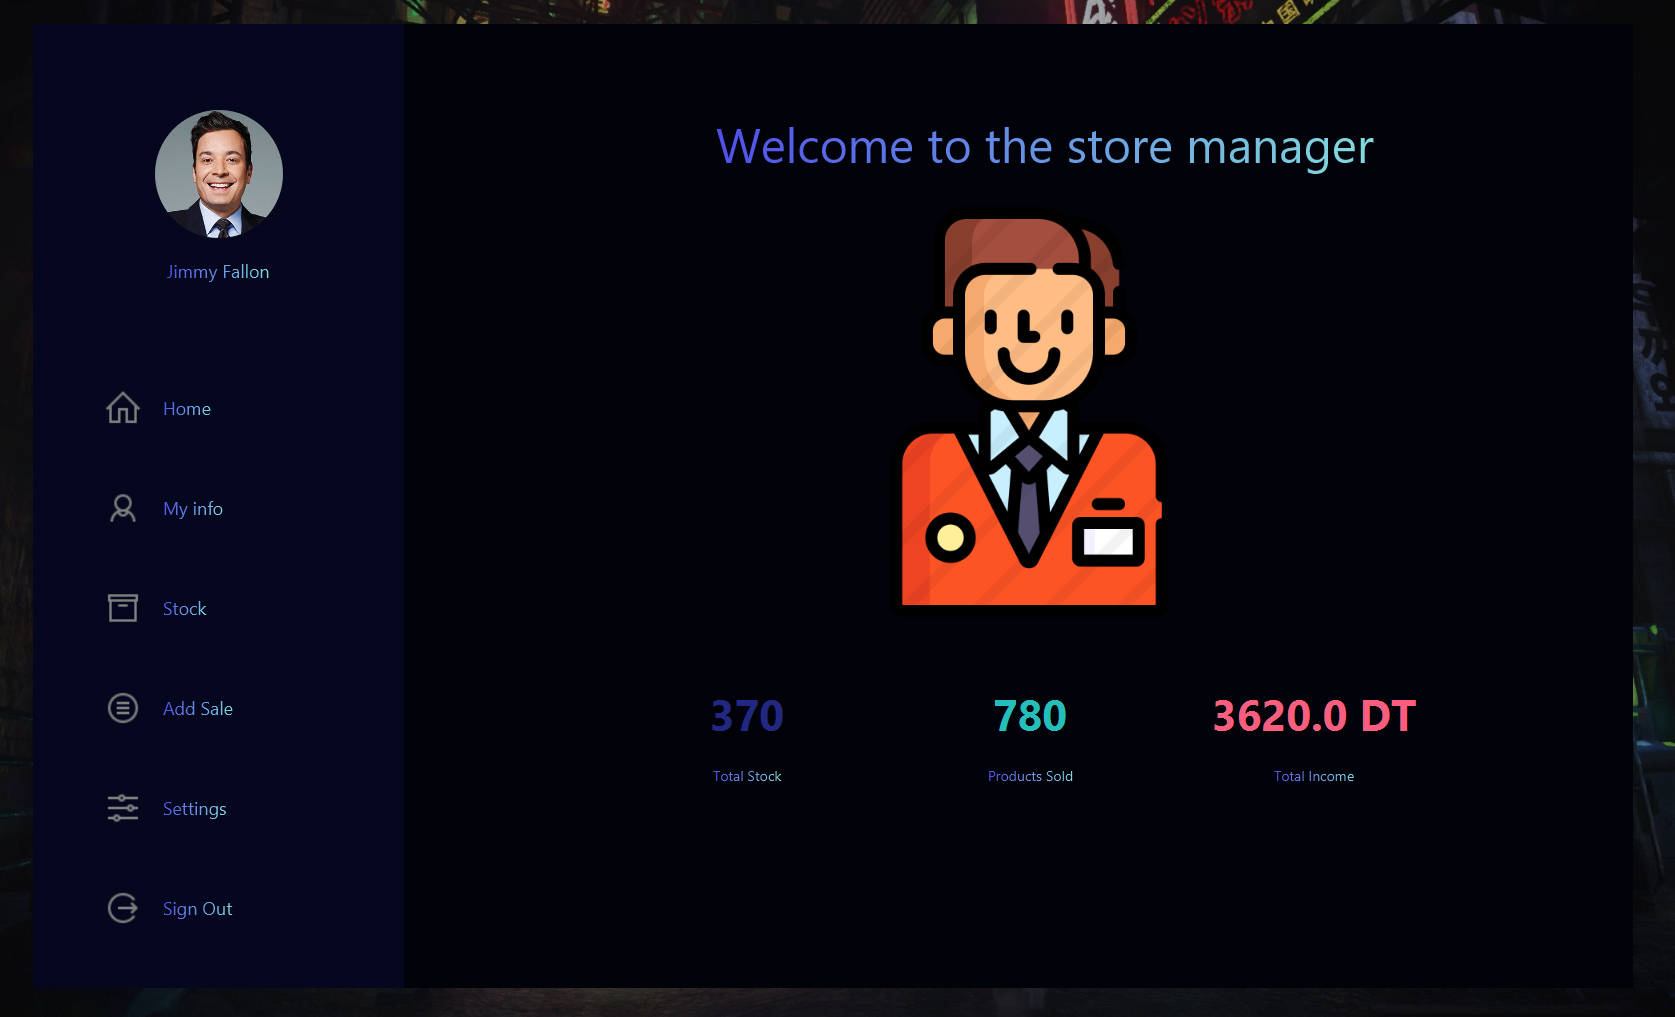 Jimmy Fallon
Home
My info
Stock
Add Sale
Settings
Sign Out
Welcome to the store manager
370
780
3620.0 DT
Total Stock
Products Sold
Total Income